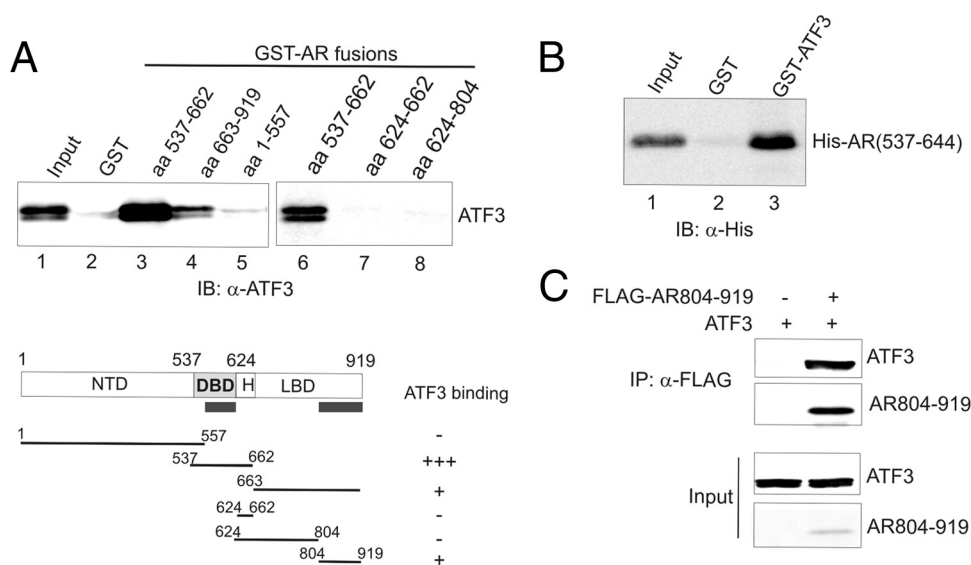 A
GST-AR fusions
Input
GST
aa 537-662
aa 663-919
aa 1-557
aa 537-662
aa 624-662
aa 624-804
ATF3
1 2 3 4 5 6 7 8
IB: α-ATF3
1 537 624 919
NTD DBD H LBD
ATF3 binding
1 557 -
537 662 +++
663 +
624 662 -
624 804 -
804 919 +
B
Input
GST
GST-ATF3
His-AR(537-644)
1 2 3
IB: α-His
C
FLAG-AR804-919 - +
ATF3 + +
IP: α-FLAG
ATF3
AR804-919
Input
ATF3
AR804-919